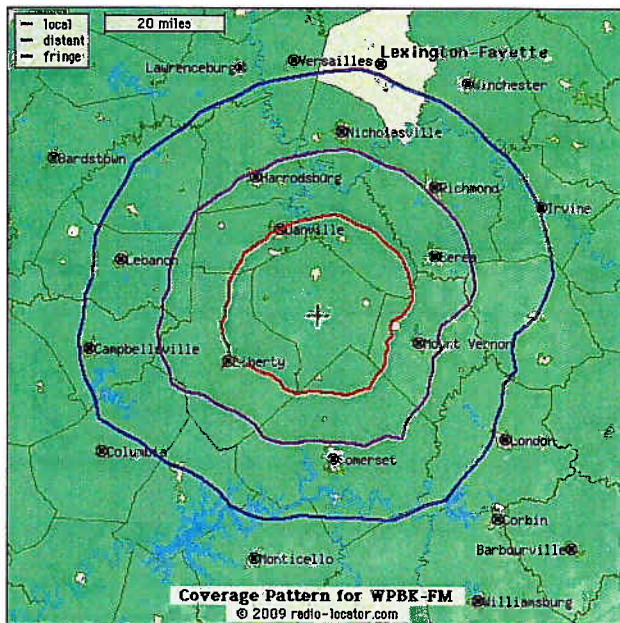 local
distant
fringe
20 miles
Lawrenceburg
Versailles
Lexington-Fayette
Winchester
Nicholasville
Bardstown
Harrodsburg
Richmond
Irvine
Danville
Lebanon
Berea
Campbellsville
Liberty
Mount Vernon
Columbia
Somerset
London
Corbin
Monticello
Barbourville
Williamsburg
Coverage Pattern for WPBK-FM
© 2009 radio-locator.com